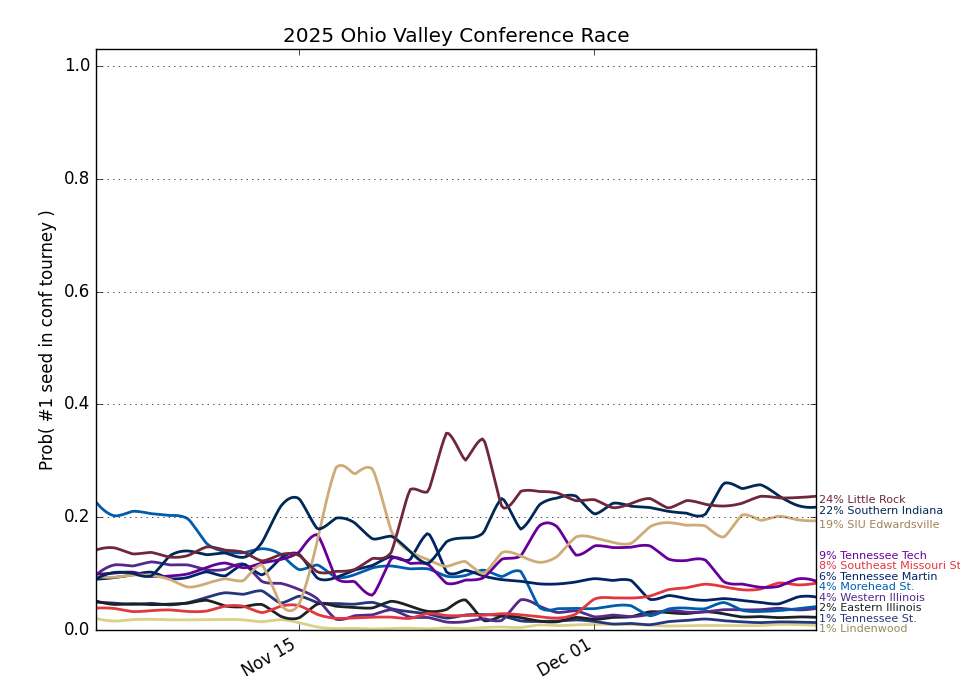 2025 Ohio Valley Conference Race
Prob( #1 seed in conf tourney )
1.0
0.8
0.6
0.4
0.2
0.0
Nov 15
Dec 01
24% Little Rock
22% Southern Indiana
19% SIU Edwardsville
9% Tennessee Tech
8% Southeast Missouri St
6% Tennessee Martin
4% Morehead St.
4% Western Illinois
2% Eastern Illinois
1% Tennessee St.
1% Lindenwood